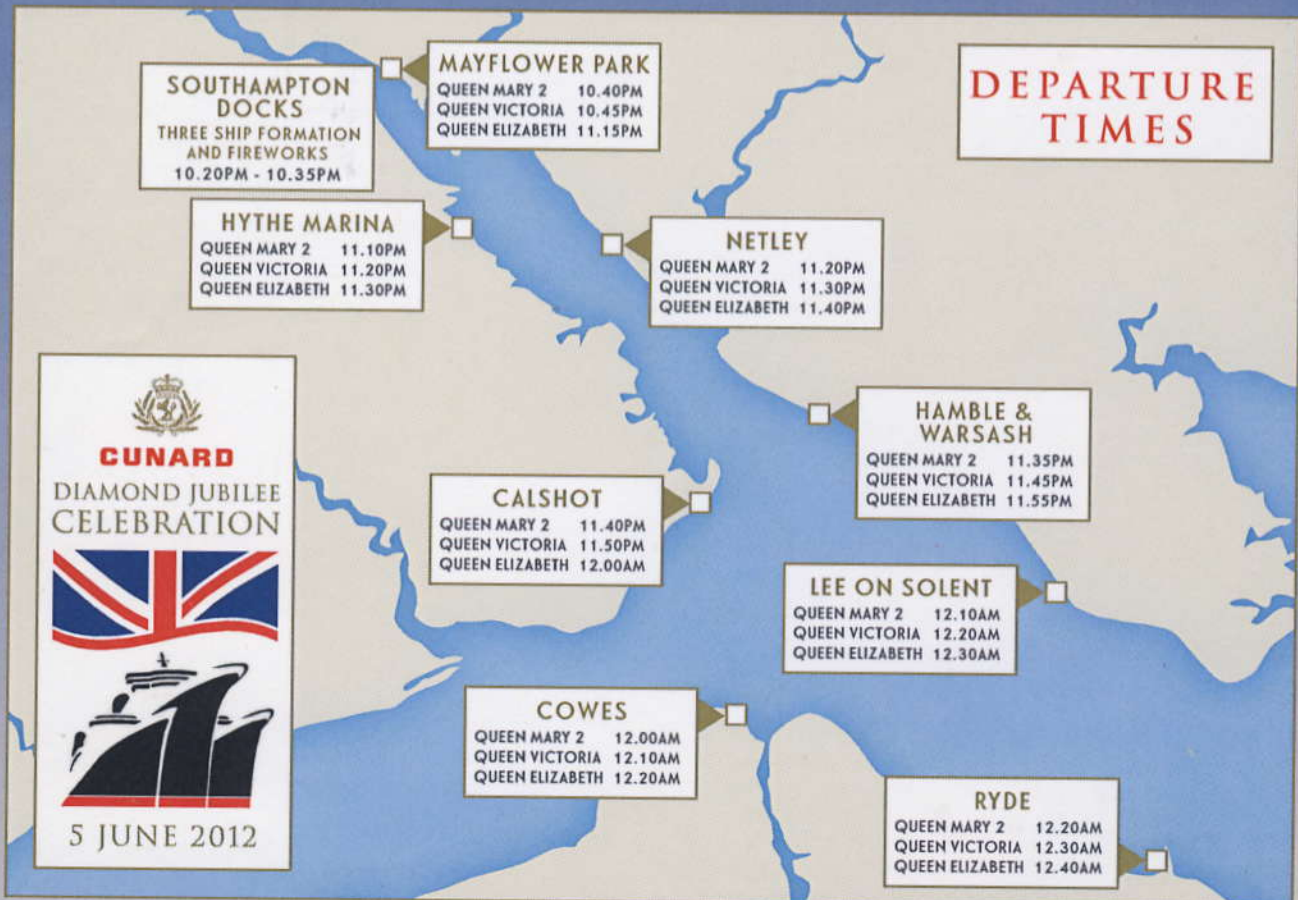 DEPARTURE
TIMES
SOUTHAMPTON
DOCKS
THREE SHIP FORMATION
AND FIREWORKS
10.20PM - 10.35PM
MAYFLOWER PARK
QUEEN MARY 2 10.40PM
QUEEN VICTORIA 10.45PM
QUEEN ELIZABETH 11.15PM
HYTHE MARINA
QUEEN MARY 2 11.10PM
QUEEN VICTORIA 11.20PM
QUEEN ELIZABETH 11.30PM
NETLEY
QUEEN MARY 2 11.20PM
QUEEN VICTORIA 11.30PM
QUEEN ELIZABETH 11.40PM
HAMBLE &
WARSASH
QUEEN MARY 2 11.35PM
QUEEN VICTORIA 11.45PM
QUEEN ELIZABETH 11.55PM
CALSHOT
QUEEN MARY 2 11.40PM
QUEEN VICTORIA 11.50PM
QUEEN ELIZABETH 12.00AM
LEE ON SOLENT
QUEEN MARY 2 12.10AM
QUEEN VICTORIA 12.20AM
QUEEN ELIZABETH 12.30AM
COWES
QUEEN MARY 2 12.00AM
QUEEN VICTORIA 12.10AM
QUEEN ELIZABETH 12.20AM
RYDE
QUEEN MARY 2 12.20AM
QUEEN VICTORIA 12.30AM
QUEEN ELIZABETH 12.40AM
CUNARD
DIAMOND JUBILEE
CELEBRATION
5 JUNE 2012